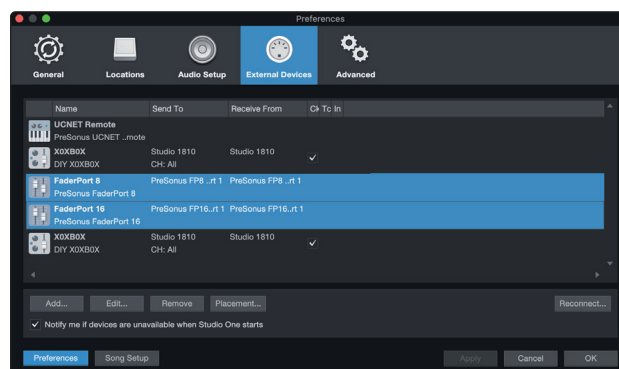 Preferences
General Locations Audio Setup External Devices Advanced
Name Send To Receive From Tc In
UCNET Remote
PreSonus UCNET ..mote
X0XB0X Studio 1810 Studio 1810
DIY X0XB0X CH: All
FaderPort 8 PreSonus FP8 ..rt 1 PreSonus FP8 ..rt 1
PreSonus FaderPort 8
FaderPort 16 PreSonus FP16..rt 1 PreSonus FP16..rt 1
PreSonus FaderPort 16
X0XB0X Studio 1810 Studio 1810
DIY X0XB0X CH: All
Add... Edit... Remove Placement... Reconnect...
Notify me if devices are unavailable when Studio One starts
Preferences Song Setup Apply Cancel OK